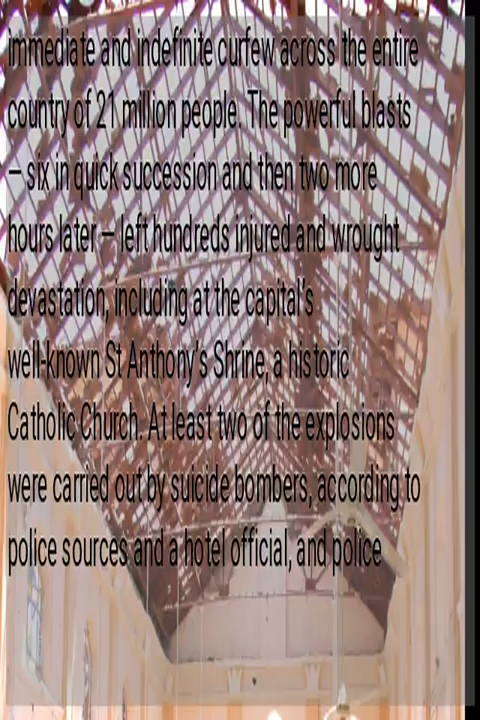 immediate and indefinite curfew across the entire
country of 21 million people. The powerful blasts
— six in quick succession and then two more
hours later — left hundreds injured and wrought
devastation, including at the capital's
well-known St Anthony's Shrine, a historic
Catholic Church. At least two of the explosions
were carried out by suicide bombers, according to
police sources and a hotel official, and police